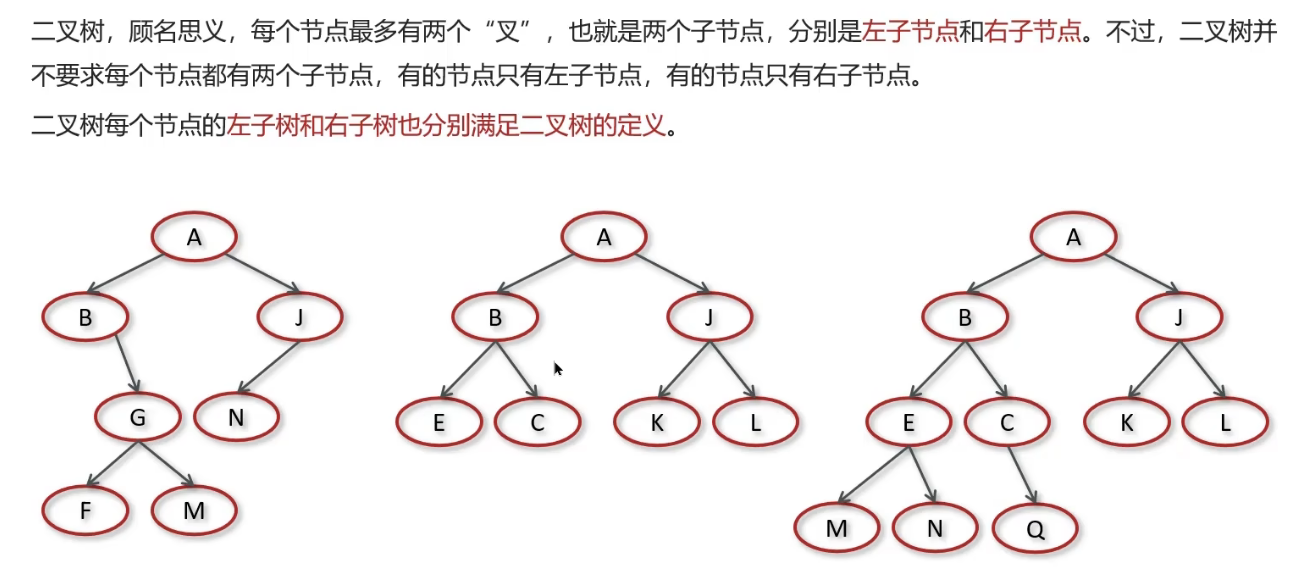 二叉树，顾名思义，每个节点最多有两个“叉”，也就是两个子节点，分别是左子节点和右子节点。不过，二叉树并
不要求每个节点都有两个子节点，有的节点只有左子节点，有的节点只有右子节点。
二叉树每个节点的左子树和右子树也分别满足二叉树的定义。
A
B J
G N
F M
A
B J
E C K L
A
B J
E C K L
M N Q